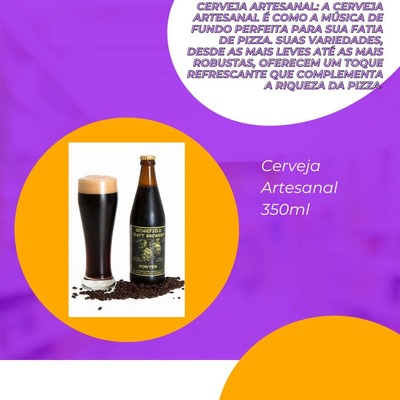 CERVEJA ARTESANAL: A CERVEJA
ARTESANAL É COMO A MÚSICA DE
FUNDO PERFEITA PARA SUA FATIA
DE PIZZA. SUAS VARIEDADES,
DESDE AS MAIS LEVES ATÉ AS MAIS
ROBUSTAS, OFERECEM UM TOQUE
REFRESCANTE QUE COMPLEMENTA
A RIQUEZA DA PIZZA.
Cerveja
Artesanal
350ml
RIDGEFIELD
CRAFT BREWERY
PORTER